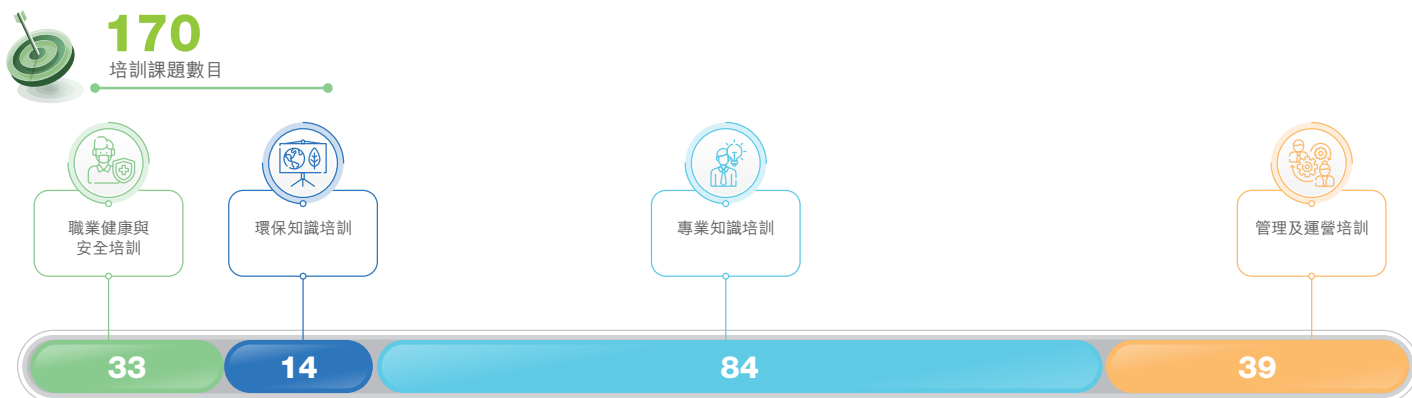 170
培訓課題數目
職業健康與
安全培訓
環保知識培訓
專業知識培訓
管理及運營培訓
33
14
84
39